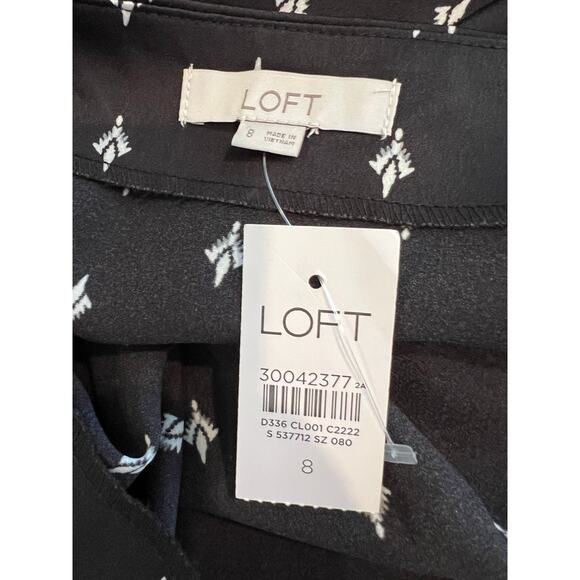 LOFT
8 MADE IN
VIETNAM
LOFT
30042377 2A
D336 CL001 C2222
S 537712 SZ 080
8